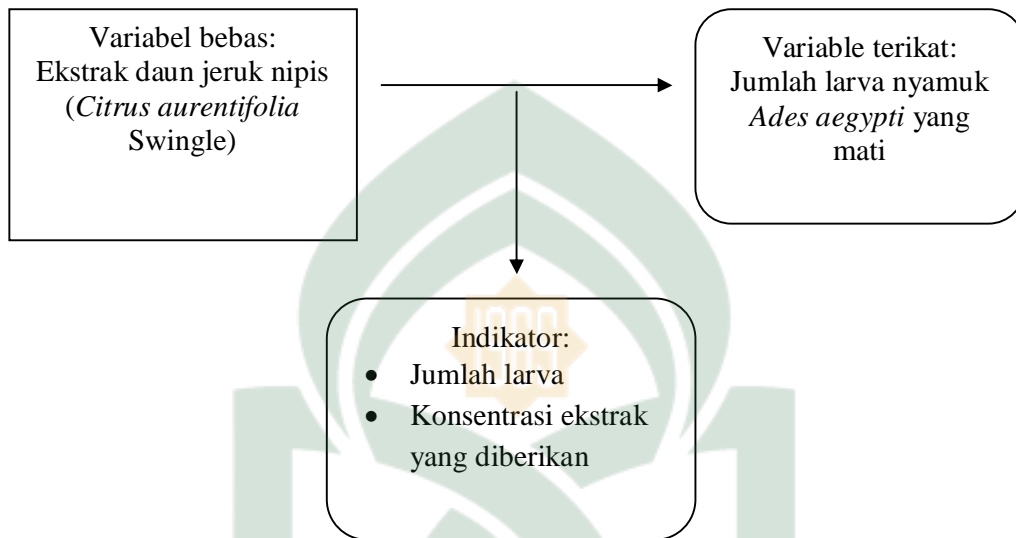 Variabel bebas:
Ekstrak daun jeruk nipis
(Citrus aurentifolia
Swingle)
Variable terikat:
Jumlah larva nyamuk
Ades aegypti yang
mati
Indikator:
• Jumlah larva
• Konsentrasi ekstrak
yang diberikan